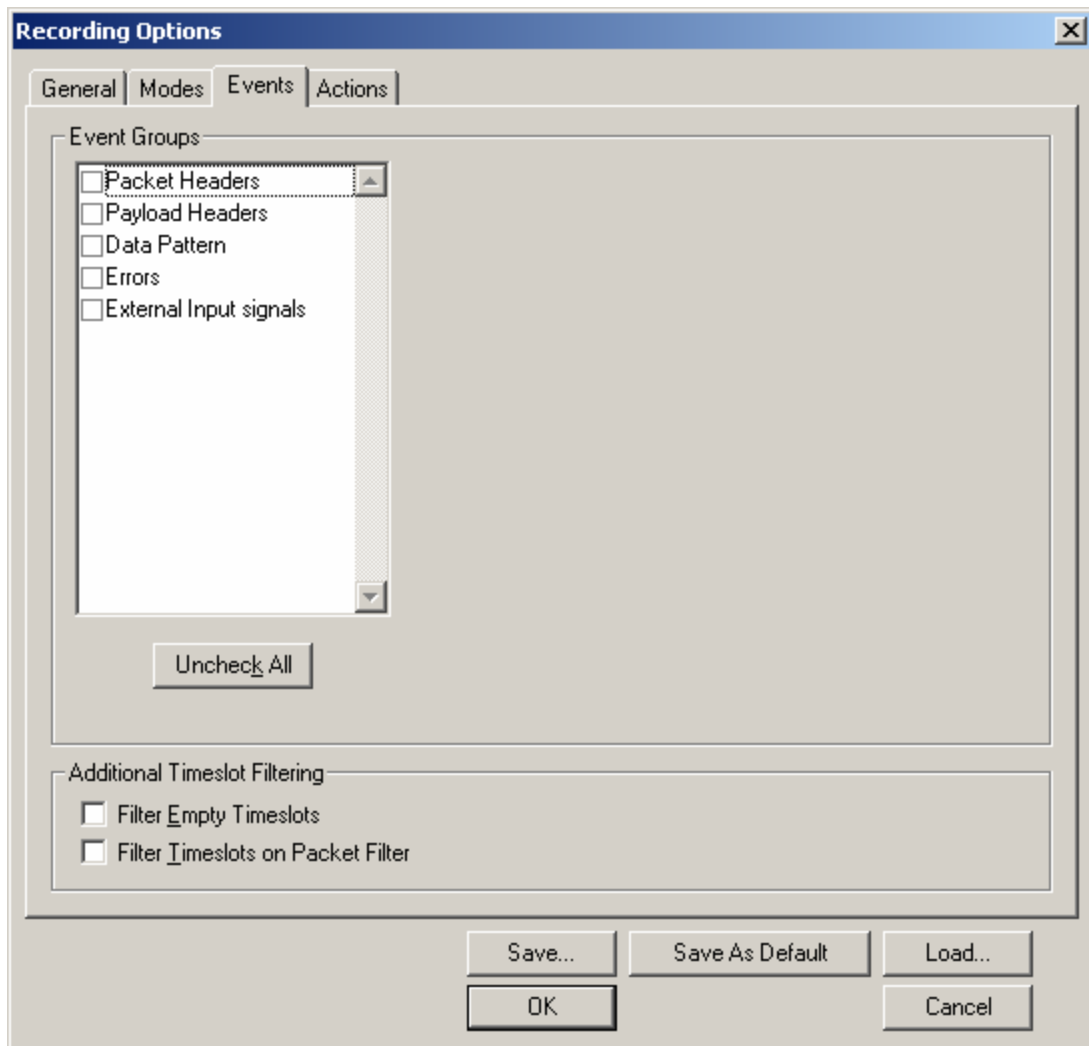 Recording Options
General Modes Events Actions
Event Groups
Packet Headers
Payload Headers
Data Pattern
Errors
External Input signals
Uncheck All
Additional Timeslot Filtering
Filter Empty Timeslots
Filter Timeslots on Packet Filter
Save... Save As Default Load...
OK Cancel